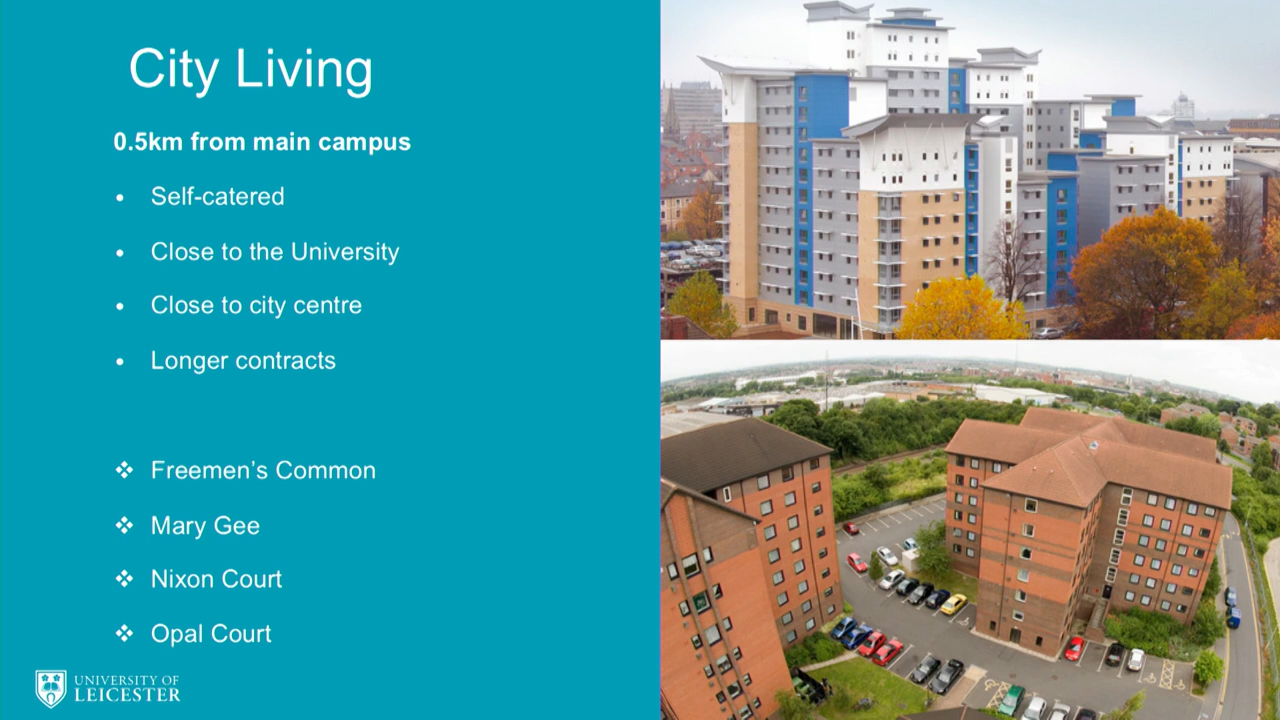 City Living
0.5km from main campus
• Self-catered
• Close to the University
• Close to city centre
• Longer contracts
❖ Freemen’s Common
❖ Mary Gee
❖ Nixon Court
❖ Opal Court
UNIVERSITY OF
LEICESTER